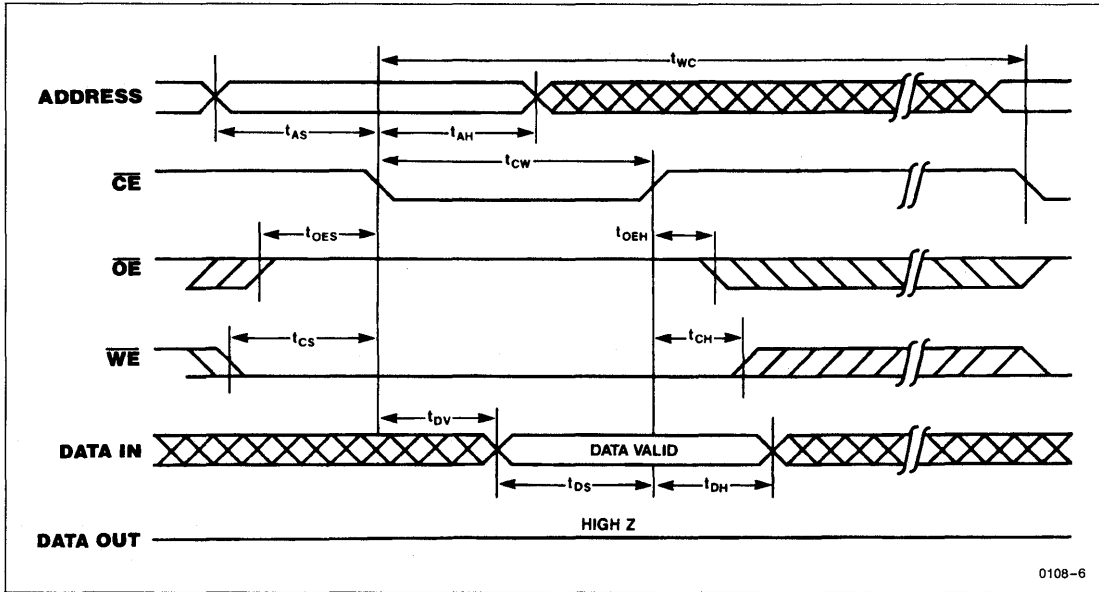 tWC
ADDRESS
tAS
tAH
tCW
CE
tOES
tOEH
OE
tCS
tCH
WE
tDV
DATA IN
DATA VALID
tDS
tDH
HIGH Z
DATA OUT
0108-6